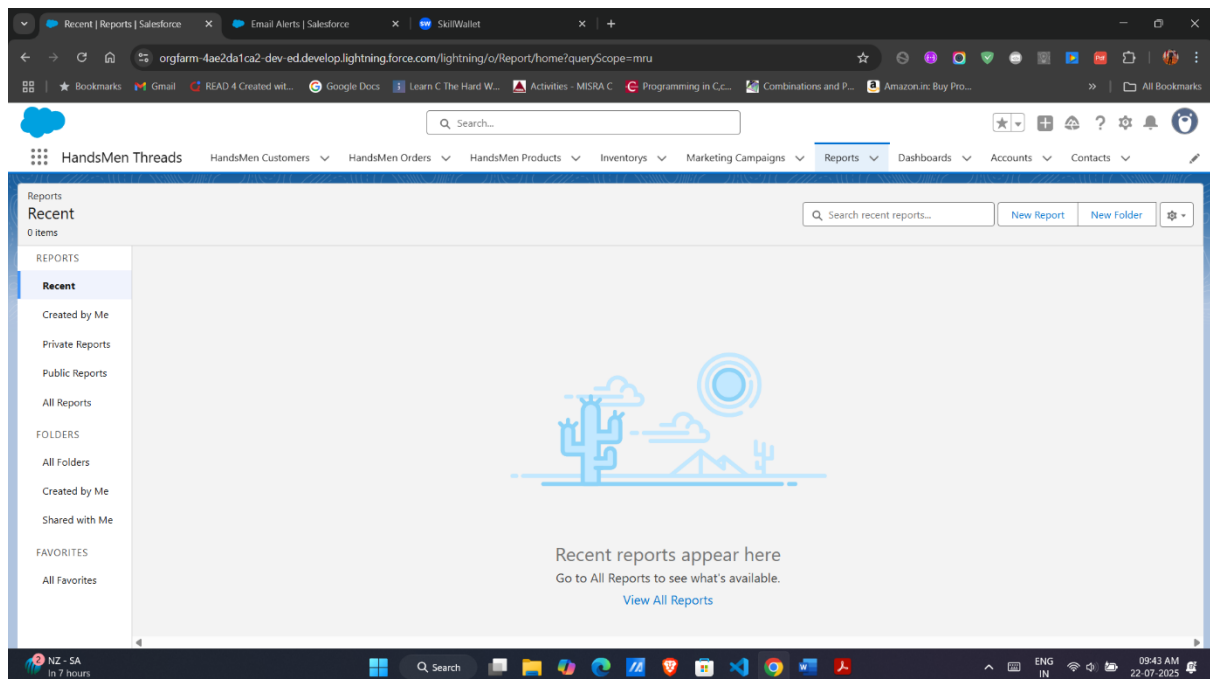 Recent | Reports | Salesforce
Email Alerts | Salesforce
SW SkillWallet
orgfarm-4ae2da1ca2-dev-ed.develop.lightning.force.com/lightning/o/Report/home?queryScope=mru
Bookmarks Gmail READ 4 Created wit... Google Docs Learn C The Hard W... Activities - MISRA C Programming in C,c... Combinations and P... Amazon.in: Buy Pro... » All Bookmarks
Search...
HandsMen Threads HandsMen Customers HandsMen Orders HandsMen Products Inventorys Marketing Campaigns Reports Dashboards Accounts Contacts
Reports
Recent
0 items
Search recent reports...
New Report New Folder
REPORTS
Recent
Created by Me
Private Reports
Public Reports
All Reports
FOLDERS
All Folders
Created by Me
Shared with Me
FAVORITES
All Favorites
Recent reports appear here
Go to All Reports to see what's available.
View All Reports
2
NZ - SA
In 7 hours
Search
ENG
IN
09:43 AM
22-07-2025